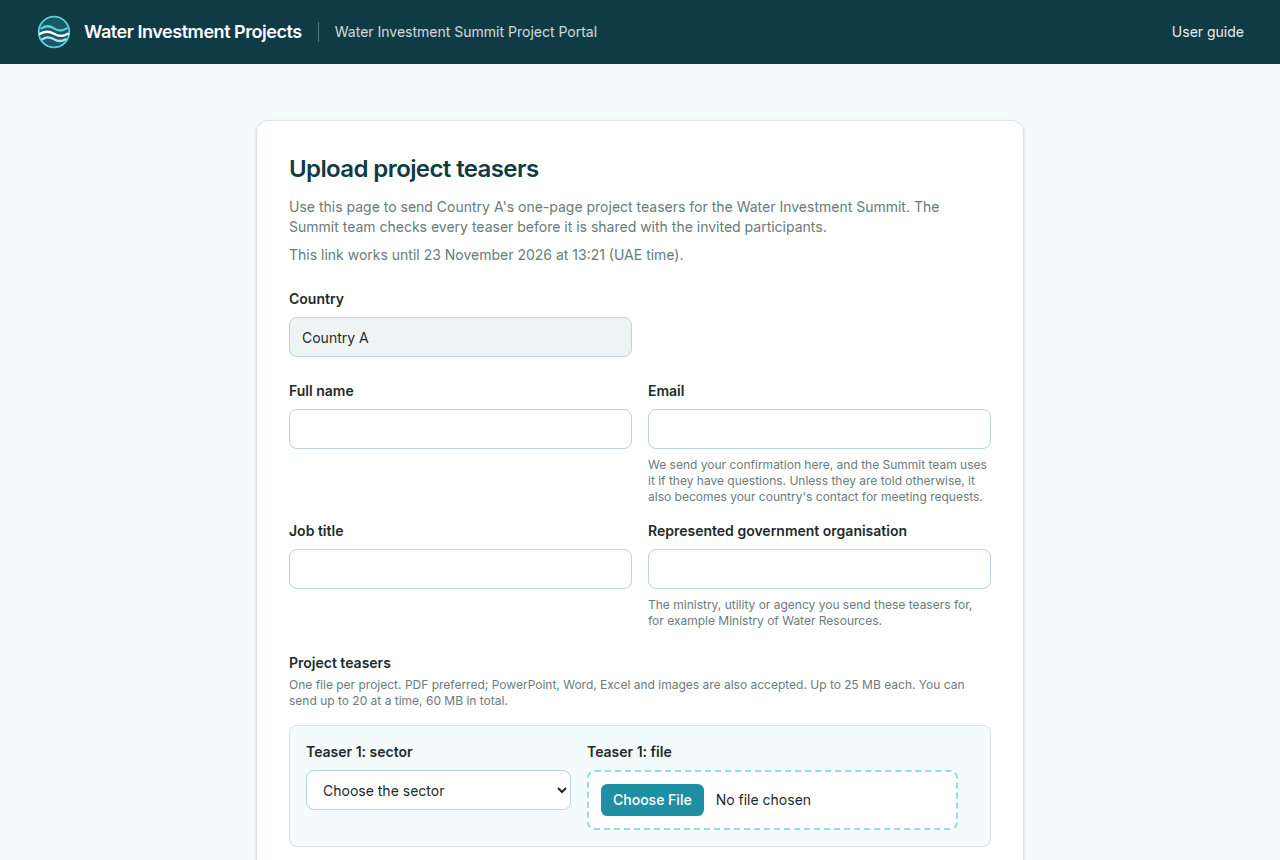 Water Investment Projects
Water Investment Summit Project Portal
User guide
Upload project teasers
Use this page to send Country A's one-page project teasers for the Water Investment Summit. The
Summit team checks every teaser before it is shared with the invited participants.
This link works until 23 November 2026 at 13:21 (UAE time).
Country
Country A
Full name
Email
We send your confirmation here, and the Summit team uses
it if they have questions. Unless they are told otherwise, it
also becomes your country's contact for meeting requests.
Job title
Represented government organisation
The ministry, utility or agency you send these teasers for,
for example Ministry of Water Resources.
Project teasers
One file per project. PDF preferred; PowerPoint, Word, Excel and images are also accepted. Up to 25 MB each. You can
send up to 20 at a time, 60 MB in total.
Teaser 1: sector
Teaser 1: file
Choose the sector
Choose File
No file chosen